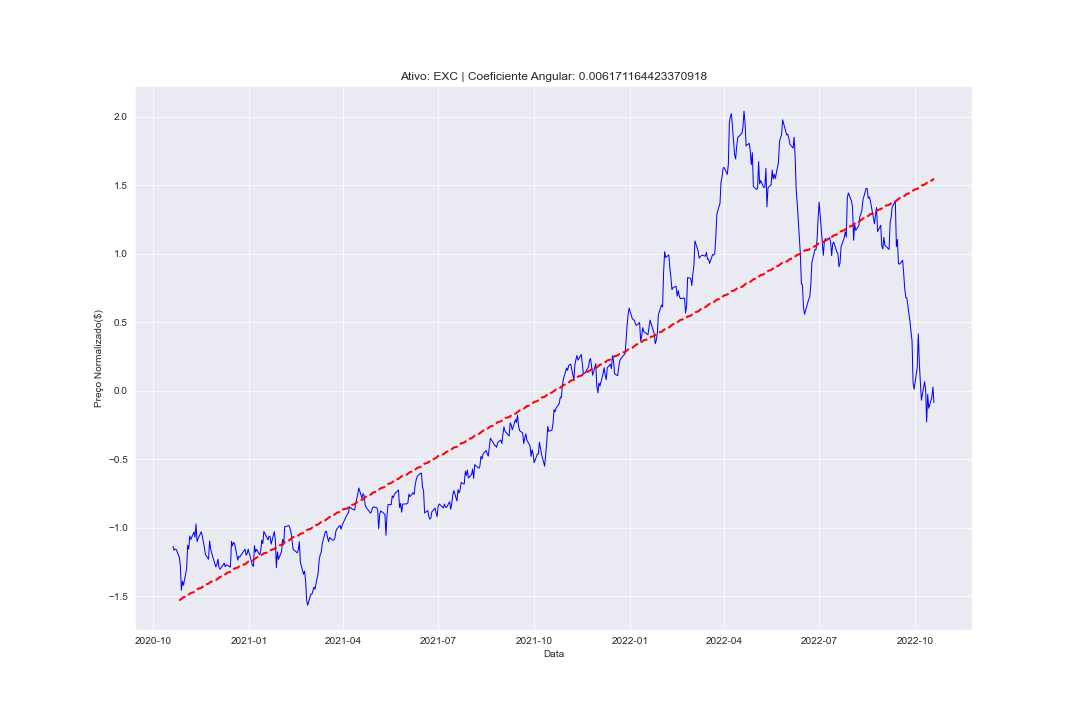 Ativo: EXC | Coeficiente Angular: 0.006171164423370918
Preço Normalizado($)
2.0
1.5
1.0
0.5
0.0
−0.5
−1.0
−1.5
2020-10 2021-01 2021-04 2021-07 2021-10 2022-01 2022-04 2022-07 2022-10
Data